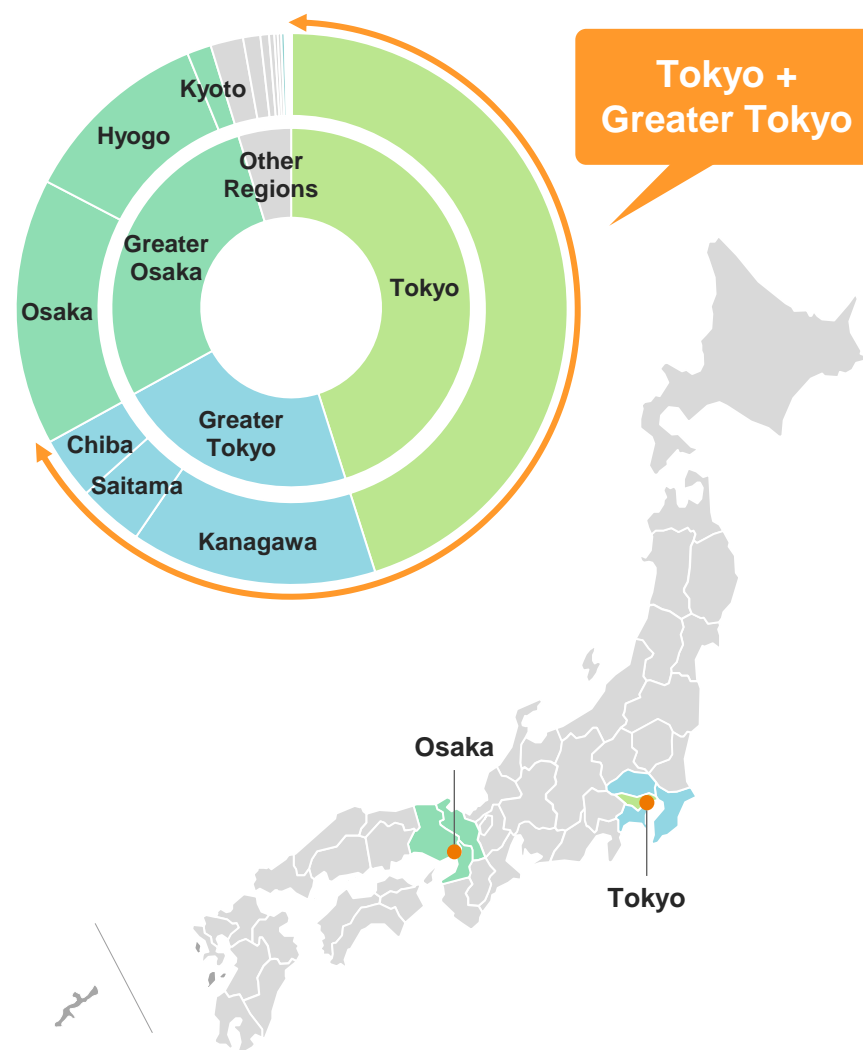 Tokyo +
Greater Tokyo
Kyoto
Hyogo
Other
Regions
Greater
Osaka
Tokyo
Osaka
Greater
Tokyo
Chiba
Saitama
Kanagawa
Osaka
Tokyo